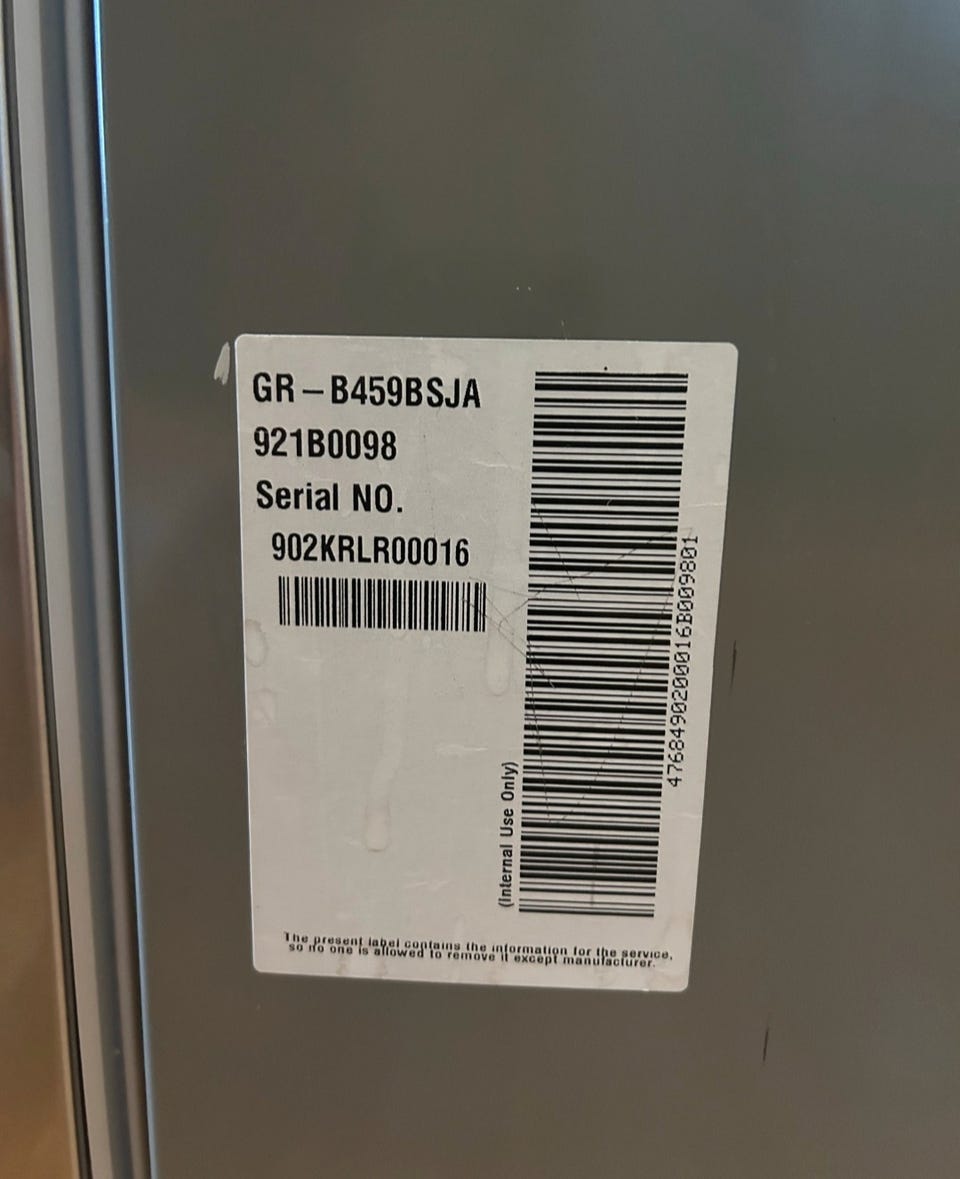 GR-B459BSJA
921B0098
Serial NO.
902KRLR00016
4768490200016B009801
(Internal Use Only)
The present label contains the information for the service,
so no one is allowed to remove it except manufacturer.